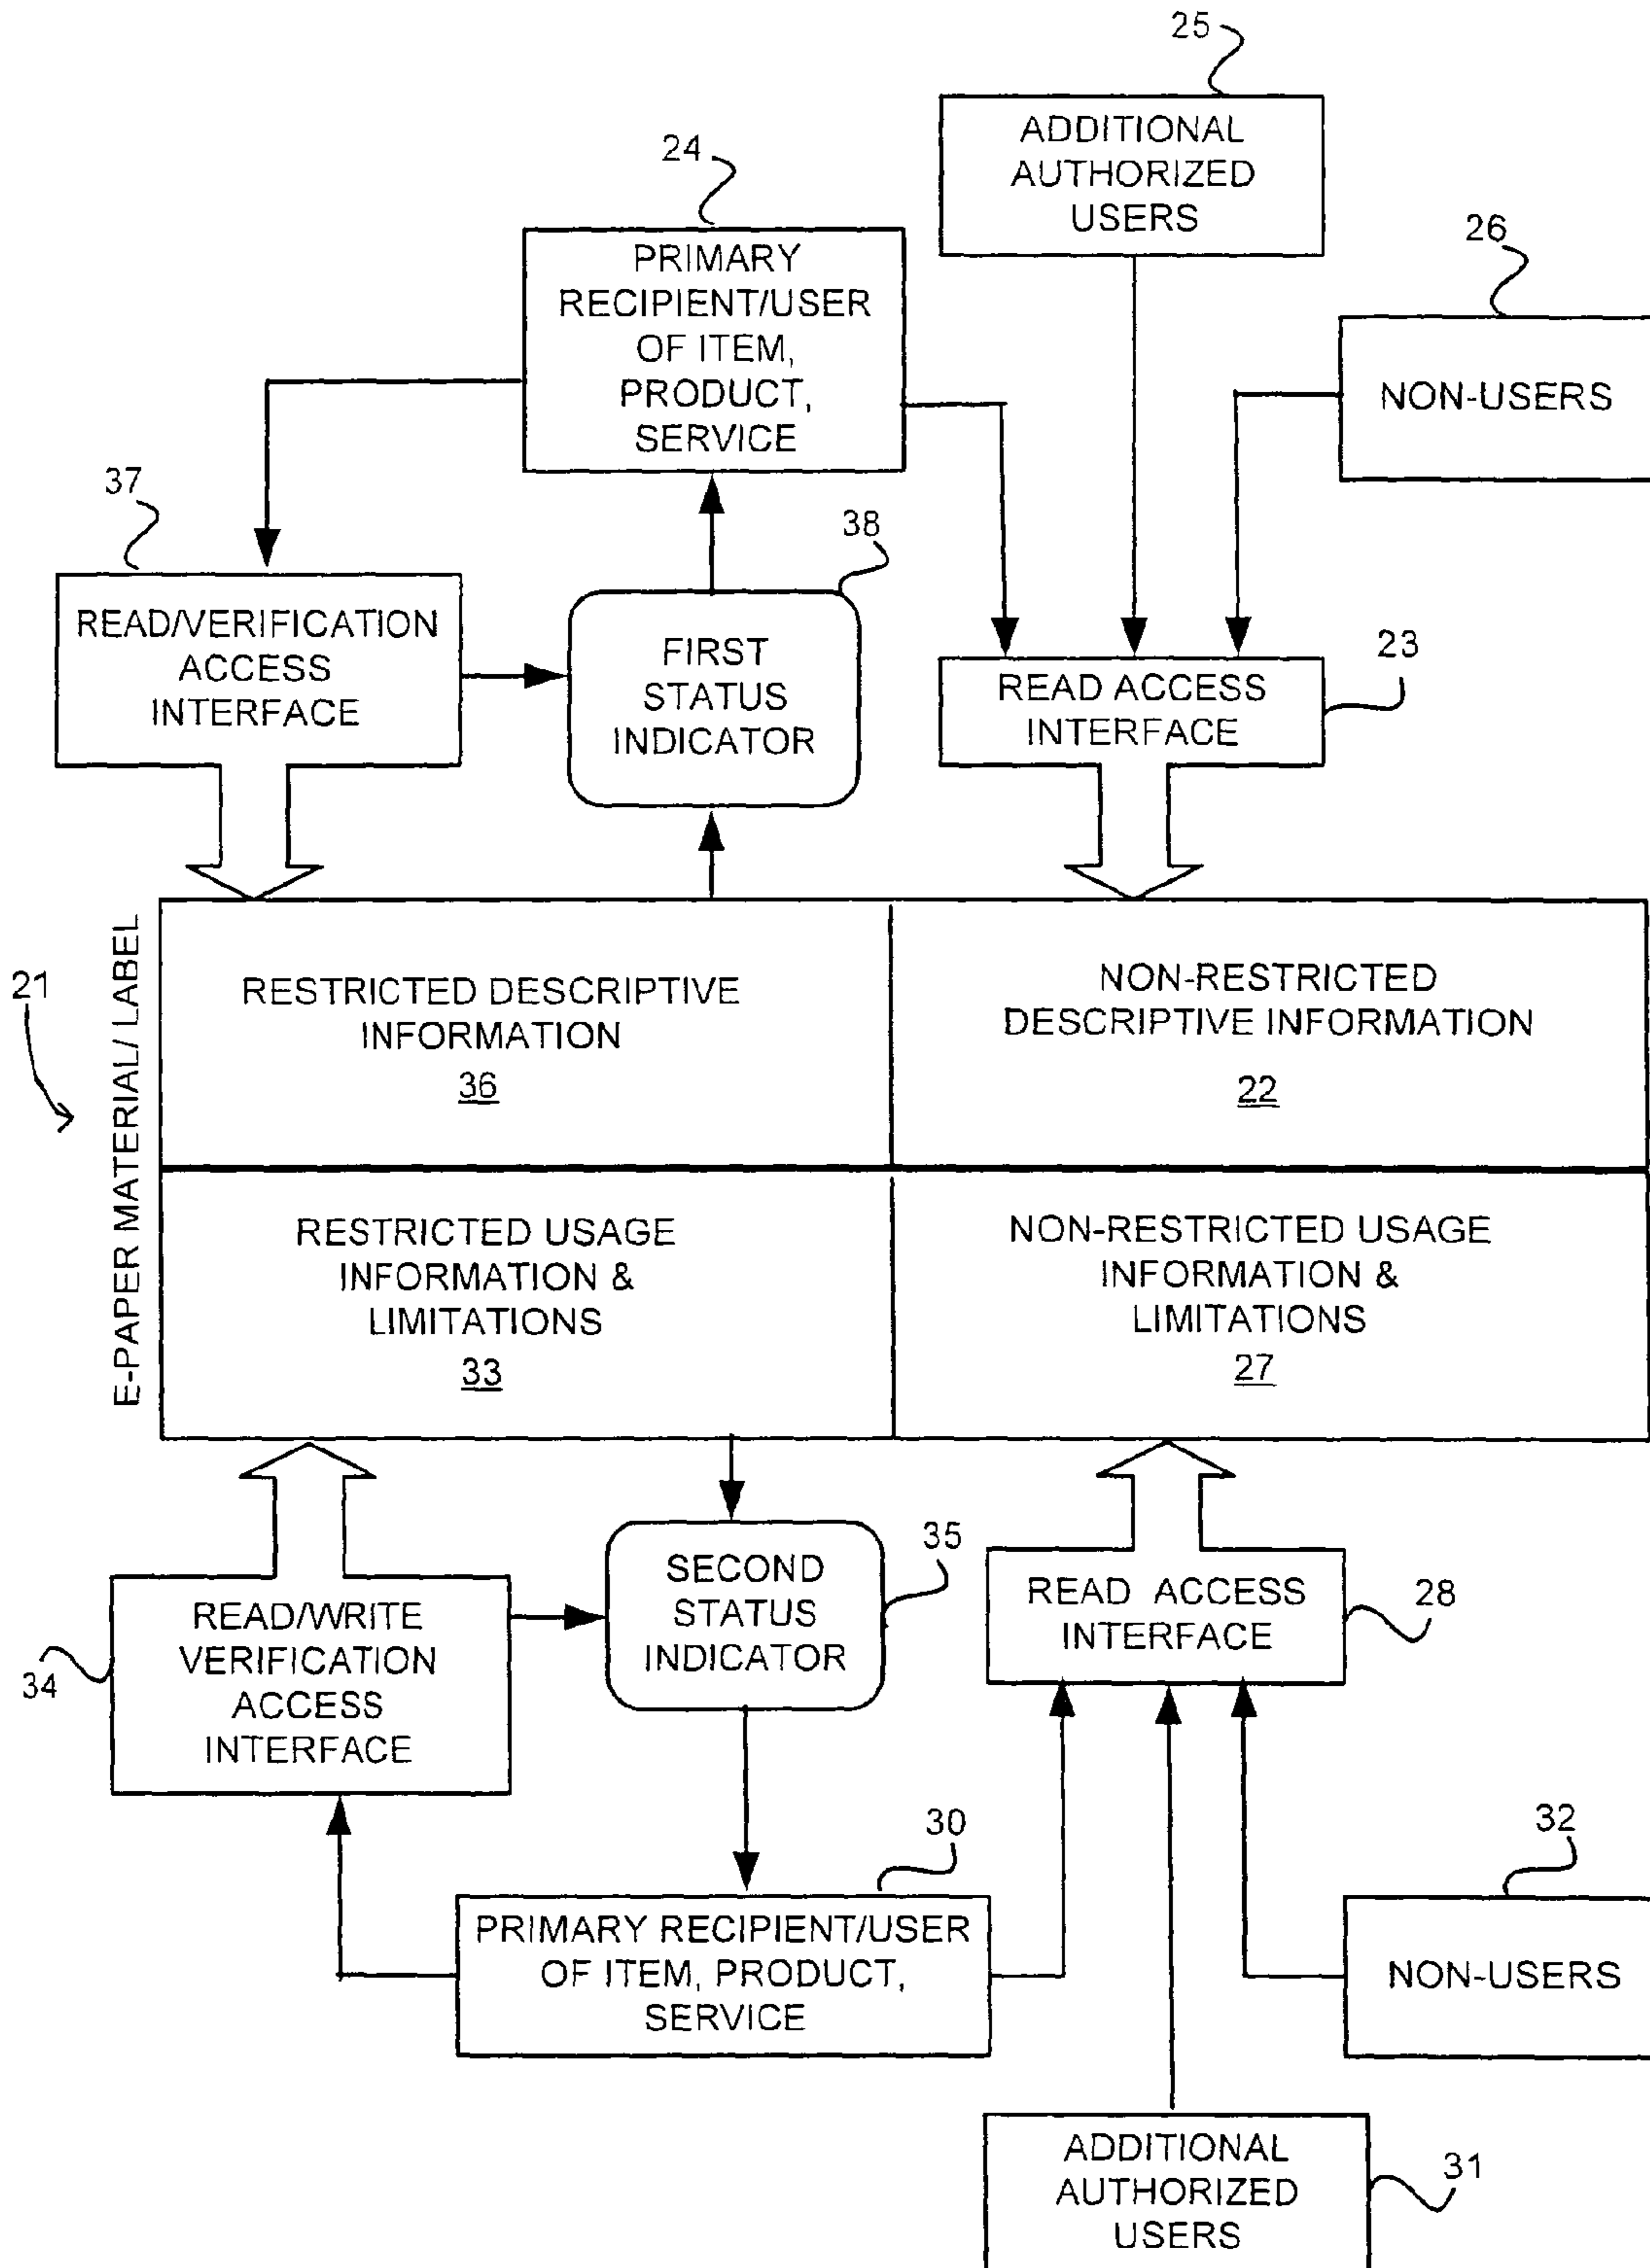 25
ADDITIONAL
AUTHORIZED
USERS
24
PRIMARY
RECIPIENT/USER
OF ITEM,
PRODUCT,
SERVICE
26
NON-USERS
37
READ/VERIFICATION
ACCESS
INTERFACE
38
FIRST
STATUS
INDICATOR
23
READ ACCESS
INTERFACE
21
E-PAPER MATERIAL/ LABEL
RESTRICTED DESCRIPTIVE
INFORMATION
36
NON-RESTRICTED
DESCRIPTIVE INFORMATION
22
RESTRICTED USAGE
INFORMATION &
LIMITATIONS
33
NON-RESTRICTED USAGE
INFORMATION &
LIMITATIONS
27
34
READ/WRITE
VERIFICATION
ACCESS
INTERFACE
SECOND
STATUS
INDICATOR
35
READ ACCESS
INTERFACE
28
30
PRIMARY RECIPIENT/USER
OF ITEM, PRODUCT,
SERVICE
32
NON-USERS
ADDITIONAL
AUTHORIZED
USERS
31